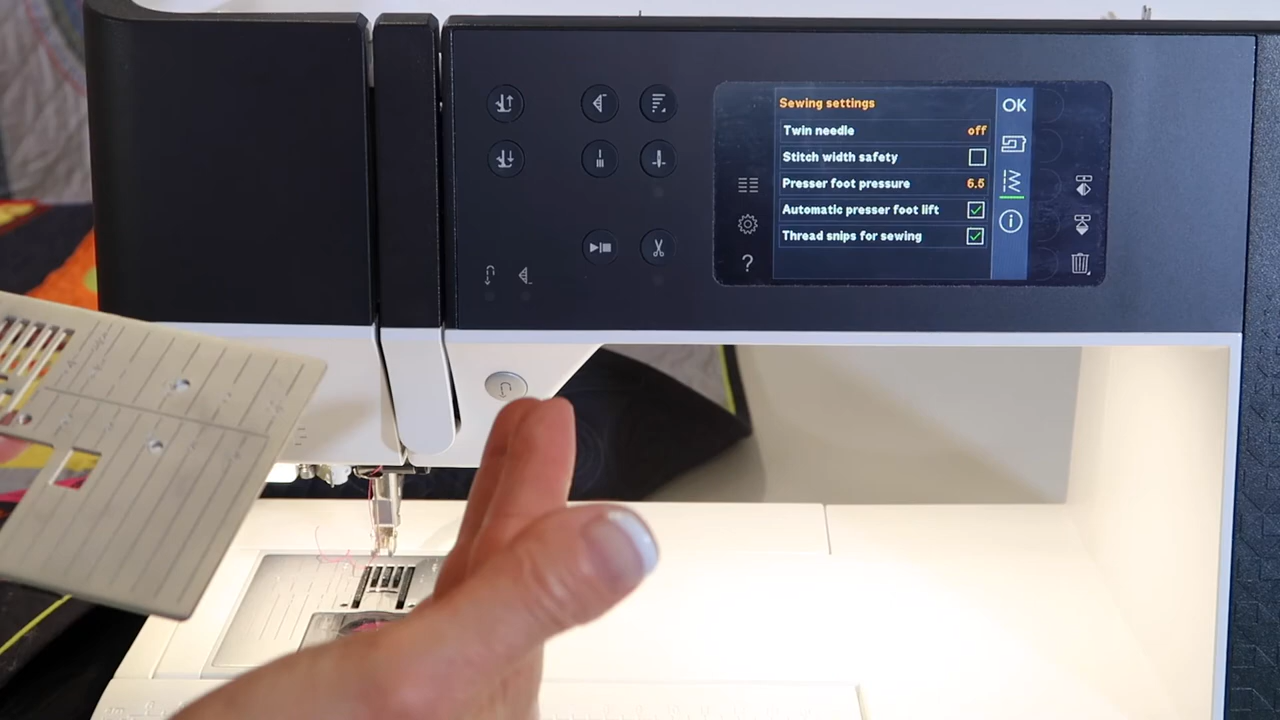 Sewing settings
OK
Twin needle off
Stitch width safety
Presser foot pressure 6.5
Automatic presser foot lift
Thread snips for sewing
?